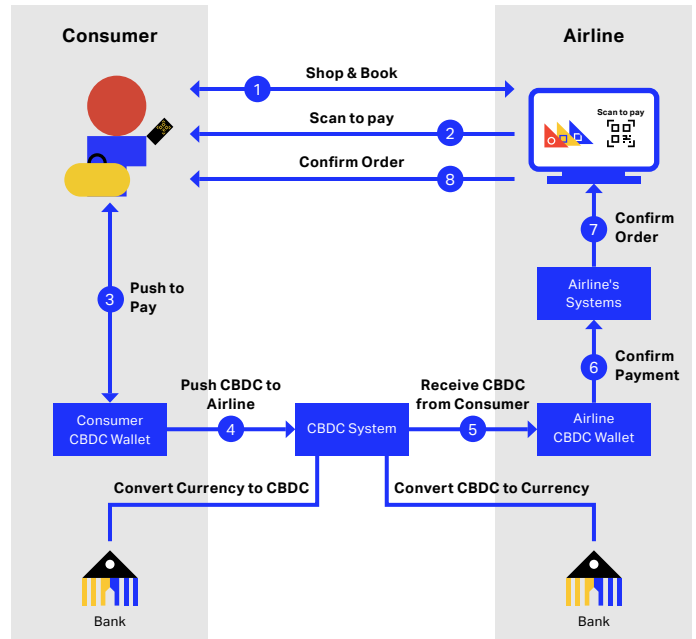 Consumer
Airline
Shop & Book
1
Scan to pay
2
Scan to pay
Confirm Order
8
7
Confirm
Order
Airline's
Systems
3
Push to
Pay
6
Confirm
Payment
Push CBDC to
Airline
Receive CBDC
from Consumer
Consumer
CBDC Wallet
4
CBDC System
5
Airline
CBDC Wallet
Convert Currency to CBDC
Convert CBDC to Currency
Bank
Bank